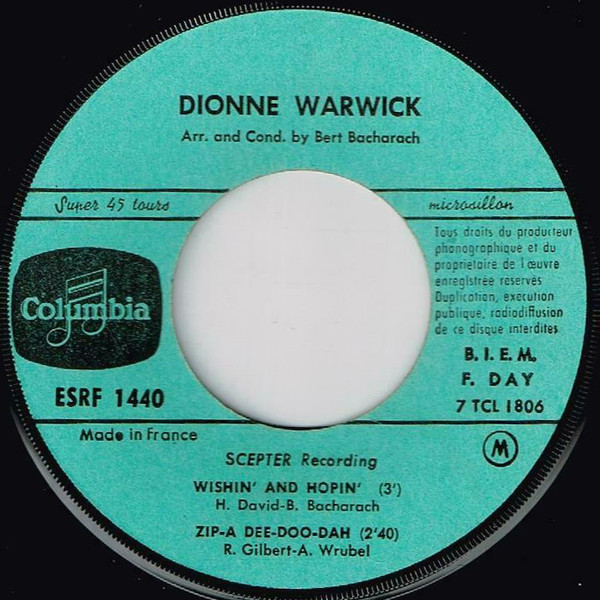 DIONNE WARWICK
Arr. and Cond. by Bert Bacharach
Super 45 tours
microsillon
Tous droits du producteur
phonographique et du
proprietaire de l œuvre
enregistrée reservés
Duplication, exécution
publique, radiodiffusion
de ce disque interdites
Columbia
B. I. E. M.
F. DAY
ESRF 1440
7 TCL 1806
Made in France
M
SCEPTER Recording
WISHIN' AND HOPIN' (3')
H. David-B. Bacharach
ZIP-A DEE-DOO-DAH (2'40)
R. Gilbert-A. Wrubel